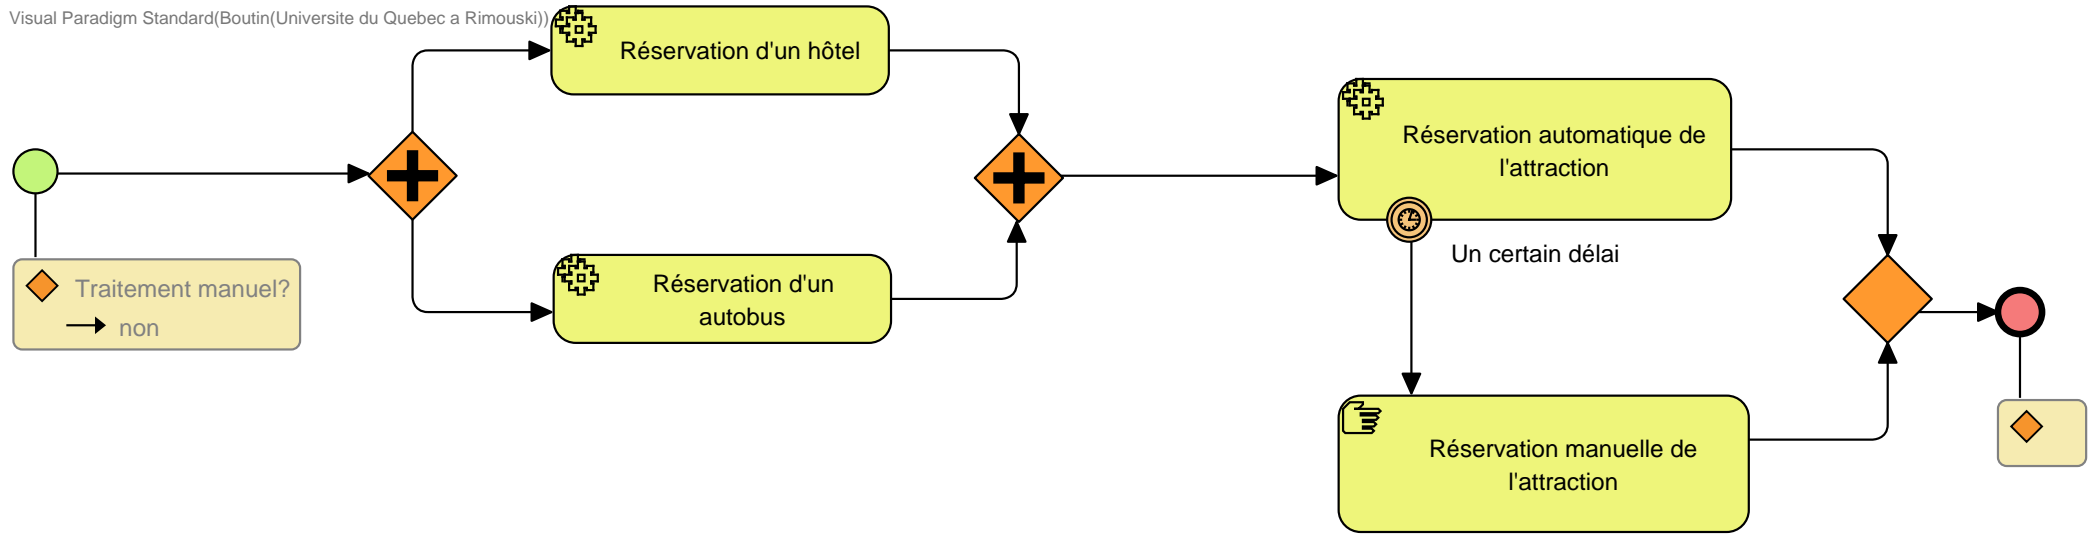 Visual Paradigm Standard(Boutin(Universite du Quebec a Rimouski))
Réservation d'un hôtel
Réservation d'un
autobus
Traitement manuel?
non
Réservation automatique de
l'attraction
Un certain délai
Réservation manuelle de
l'attraction